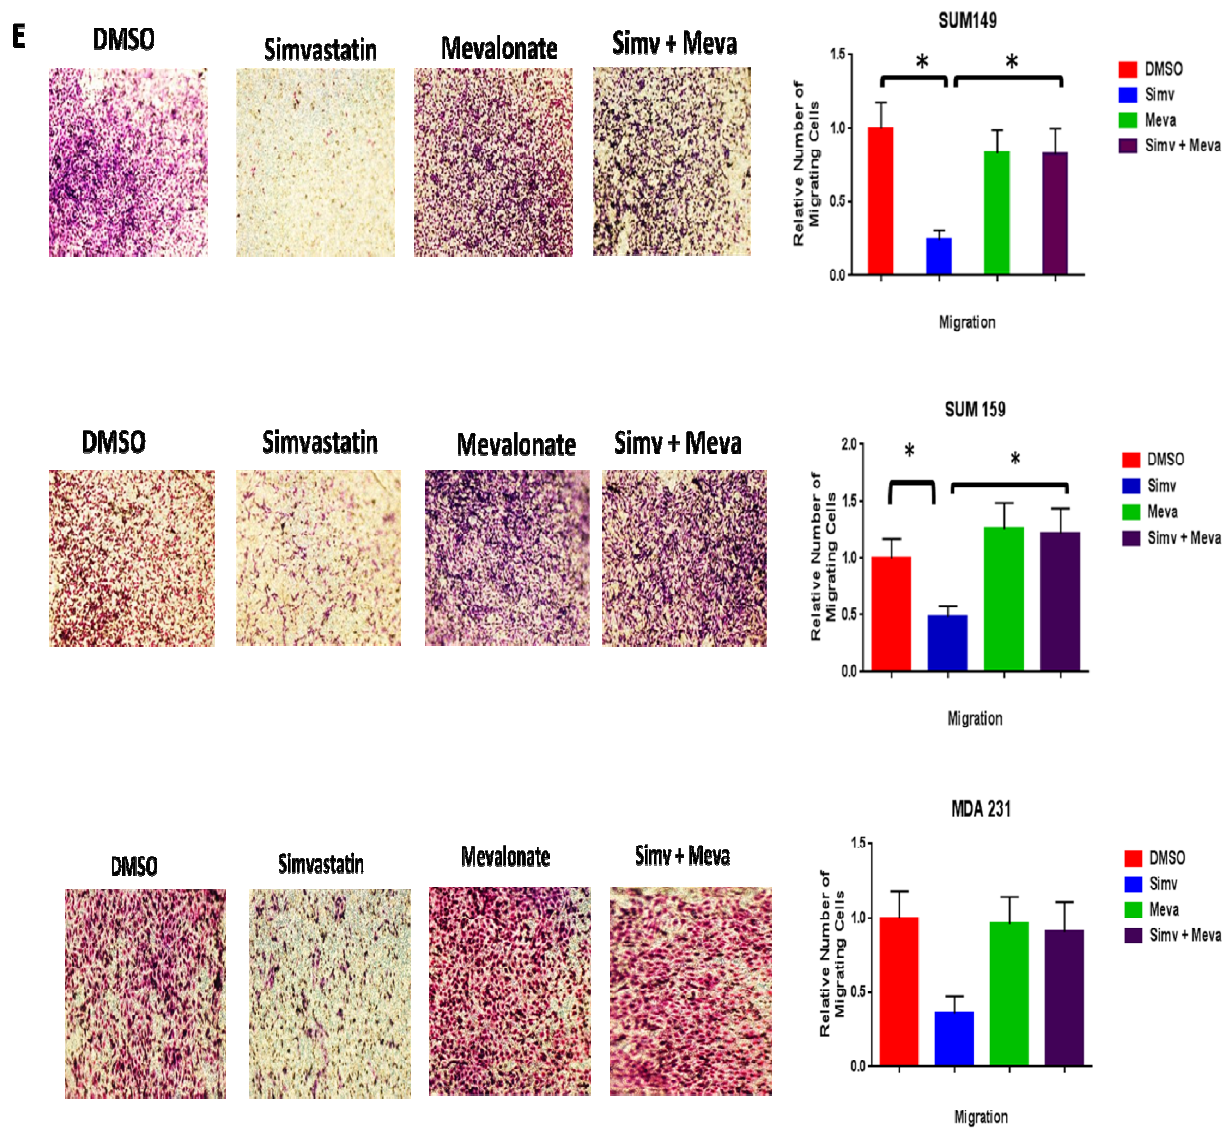 E
DMSO
Simvastatin
Mevalonate
Simv + Meva
SUM149
Relative Number of
Migrating Cells
1.5
1.0
0.5
0.0
*
*
Migration
DMSO
Simv
Meva
Simv + Meva
DMSO
Simvastatin
Mevalonate
Simv + Meva
SUM 159
Relative Number of
Migrating Cells
2.0
1.5
1.0
0.5
0.0
*
*
Migration
DMSO
Simv
Meva
Simv + Meva
DMSO
Simvastatin
Mevalonate
Simv + Meva
MDA 231
Relative Number of
Migrating Cells
1.5
1.0
0.5
0.0
Migration
DMSO
Simv
Meva
Simv + Meva